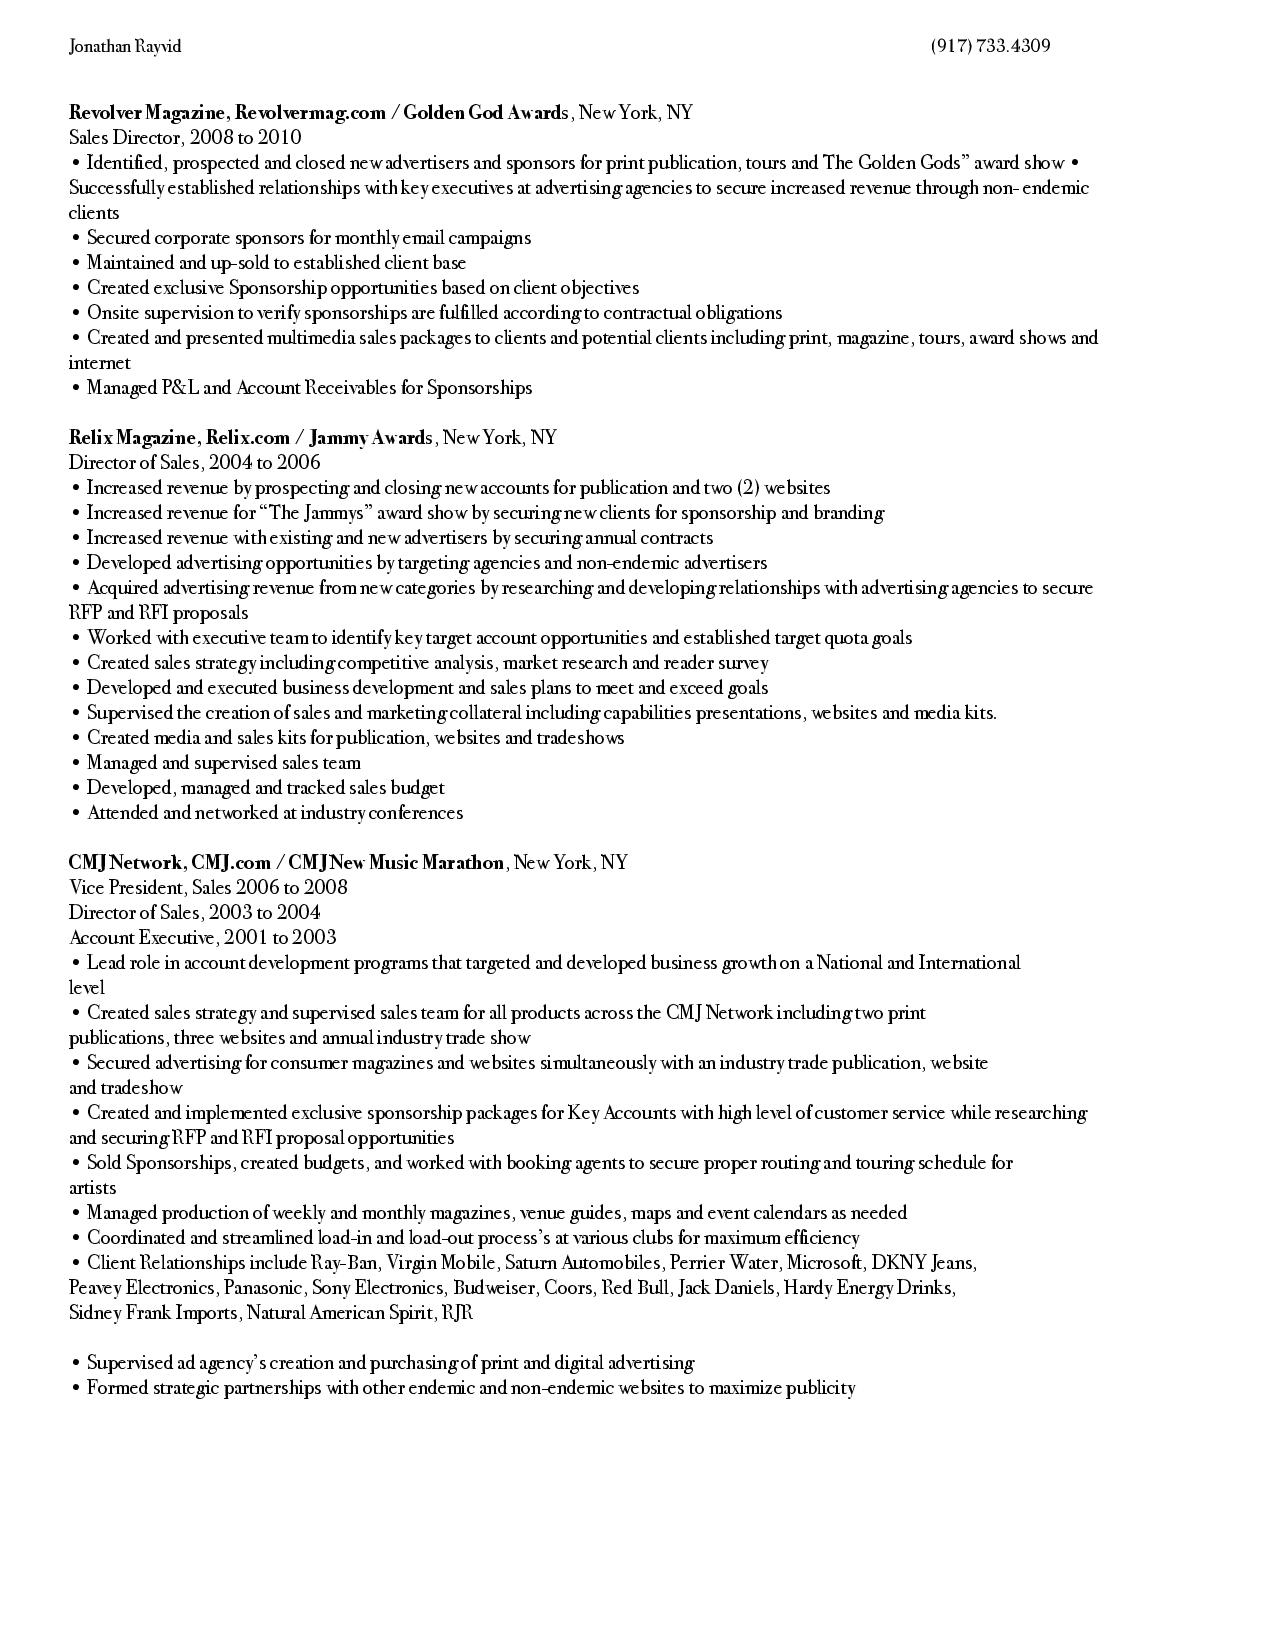 Jonathan Rayvid (917) 733.4309
Revolver Magazine, Revolvermag.com / Golden God Awards, New York, NY
Sales Director, 2008 to 2010
• Identified, prospected and closed new advertisers and sponsors for print publication, tours and The Golden Gods” award show •
Successfully established relationships with key executives at advertising agencies to secure increased revenue through non- endemic
clients
• Secured corporate sponsors for monthly email campaigns
• Maintained and up-sold to established client base
• Created exclusive Sponsorship opportunities based on client objectives
• Onsite supervision to verify sponsorships are fulfilled according to contractual obligations
• Created and presented multimedia sales packages to clients and potential clients including print, magazine, tours, award shows and
internet
• Managed P&L and Account Receivables for Sponsorships
Relix Magazine, Relix.com / Jammy Awards, New York, NY
Director of Sales, 2004 to 2006
• Increased revenue by prospecting and closing new accounts for publication and two (2) websites
• Increased revenue for “The Jammys” award show by securing new clients for sponsorship and branding
• Increased revenue with existing and new advertisers by securing annual contracts
• Developed advertising opportunities by targeting agencies and non-endemic advertisers
• Acquired advertising revenue from new categories by researching and developing relationships with advertising agencies to secure
RFP and RFI proposals
• Worked with executive team to identify key target account opportunities and established target quota goals
• Created sales strategy including competitive analysis, market research and reader survey
• Developed and executed business development and sales plans to meet and exceed goals
• Supervised the creation of sales and marketing collateral including capabilities presentations, websites and media kits.
• Created media and sales kits for publication, websites and tradeshows
• Managed and supervised sales team
• Developed, managed and tracked sales budget
• Attended and networked at industry conferences
CMJ Network, CMJ.com / CMJ New Music Marathon, New York, NY
Vice President, Sales 2006 to 2008
Director of Sales, 2003 to 2004
Account Executive, 2001 to 2003
• Lead role in account development programs that targeted and developed business growth on a National and International
level
• Created sales strategy and supervised sales team for all products across the CMJ Network including two print
publications, three websites and annual industry trade show
• Secured advertising for consumer magazines and websites simultaneously with an industry trade publication, website
and tradeshow
• Created and implemented exclusive sponsorship packages for Key Accounts with high level of customer service while researching
and securing RFP and RFI proposal opportunities
• Sold Sponsorships, created budgets, and worked with booking agents to secure proper routing and touring schedule for
artists
• Managed production of weekly and monthly magazines, venue guides, maps and event calendars as needed
• Coordinated and streamlined load-in and load-out process’s at various clubs for maximum efficiency
• Client Relationships include Ray-Ban, Virgin Mobile, Saturn Automobiles, Perrier Water, Microsoft, DKNY Jeans,
Peavey Electronics, Panasonic, Sony Electronics, Budweiser, Coors, Red Bull, Jack Daniels, Hardy Energy Drinks,
Sidney Frank Imports, Natural American Spirit, RJR
• Supervised ad agency’s creation and purchasing of print and digital advertising
• Formed strategic partnerships with other endemic and non-endemic websites to maximize publicity